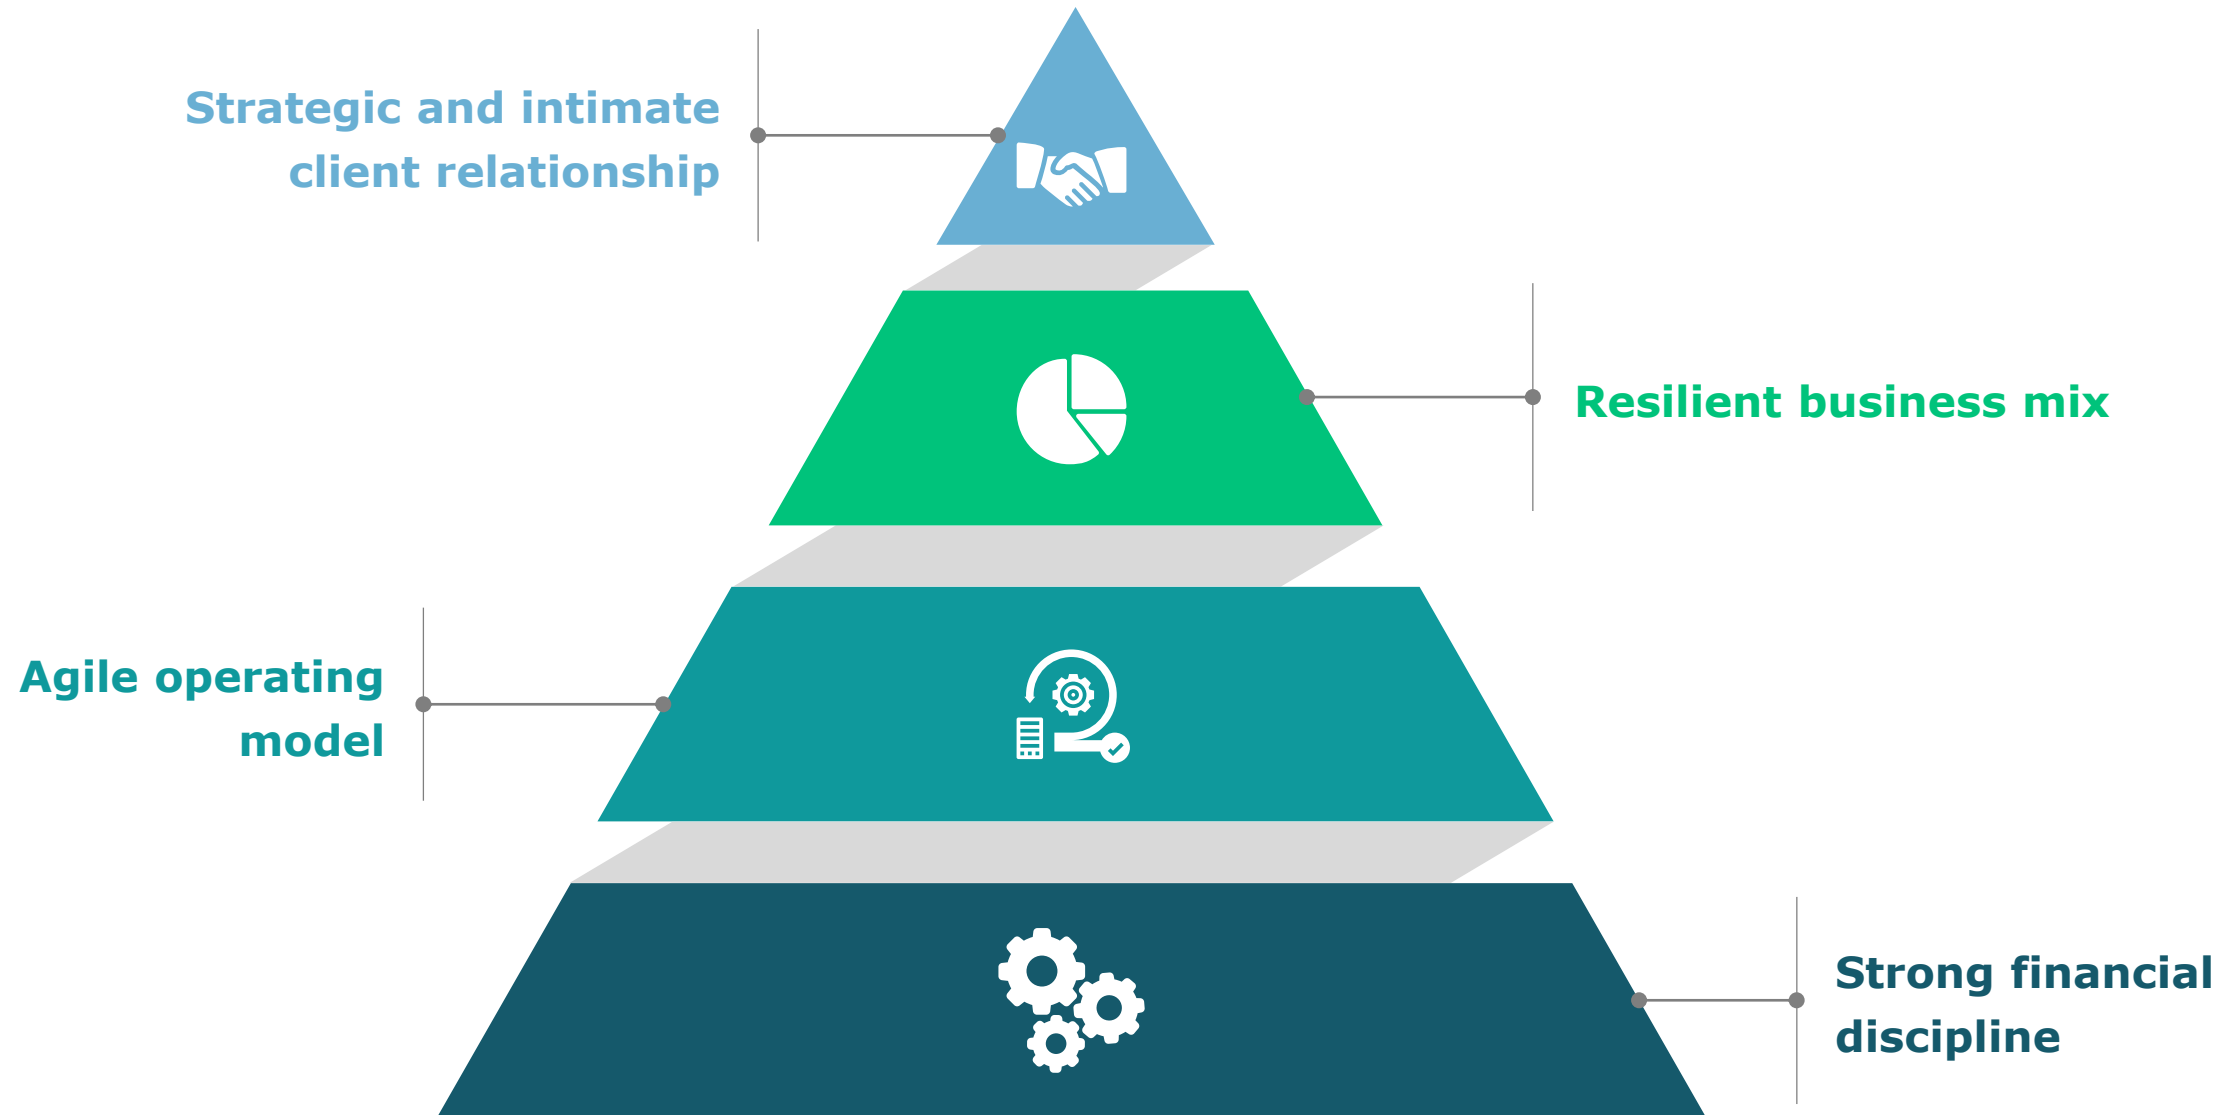 Strategic and intimate
client relationship
Resilient business mix
Agile operating
model
Strong financial
discipline